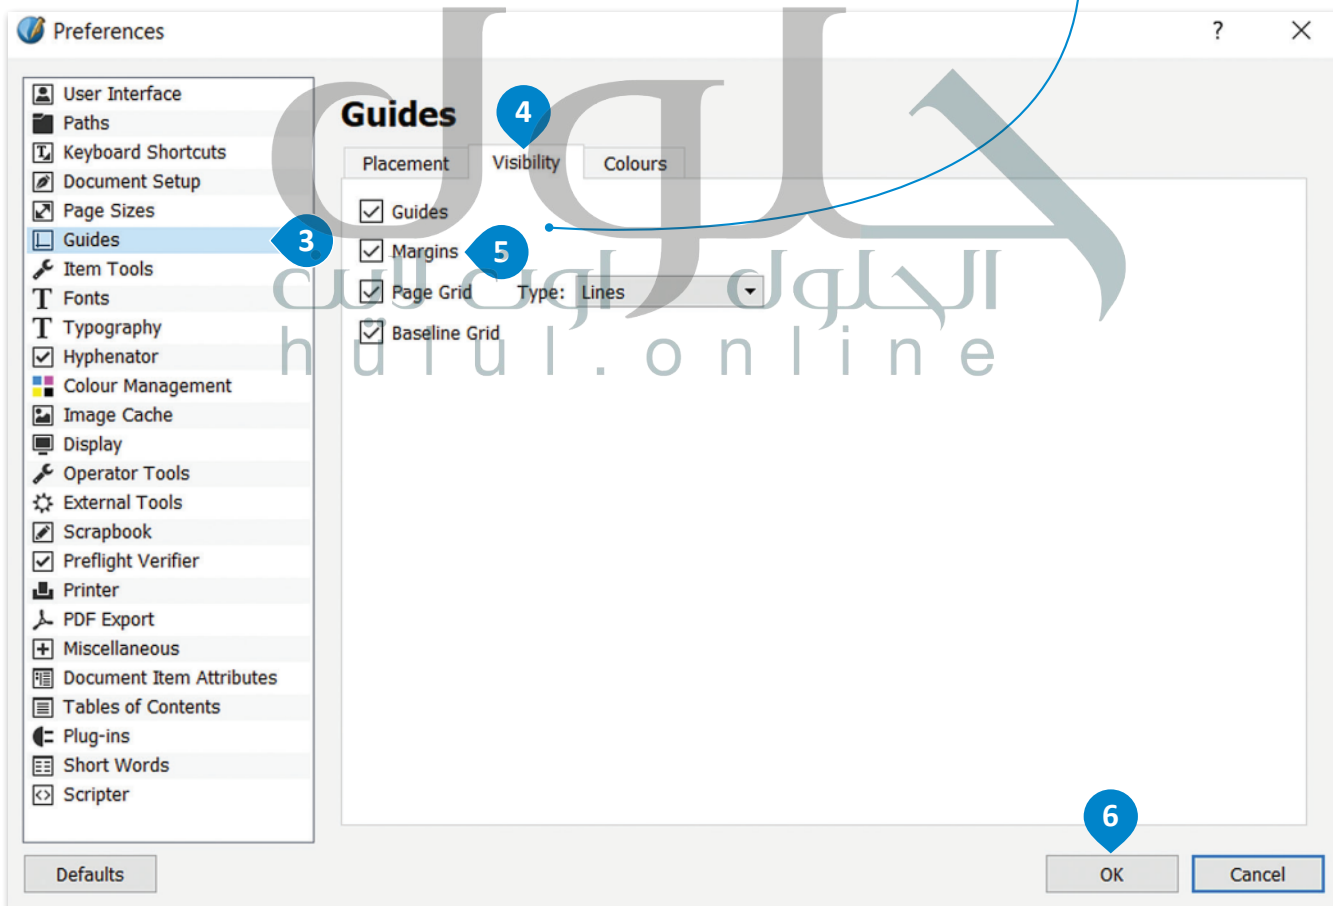 Preferences
?
User Interface
Paths
Keyboard Shortcuts
Document Setup
Page Sizes
Guides
3
Item Tools
Fonts
Typography
Hyphenator
Colour Management
Image Cache
Display
Operator Tools
External Tools
Scrapbook
Preflight Verifier
Printer
PDF Export
Miscellaneous
Document Item Attributes
Tables of Contents
Plug-ins
Short Words
Scripter
Defaults
Guides
4
Placement Visibility Colours
Guides
Margins 5
Page Grid Type: Lines
Baseline Grid
6
OK Cancel
حلول
الحلول اون لاين
hulul.online